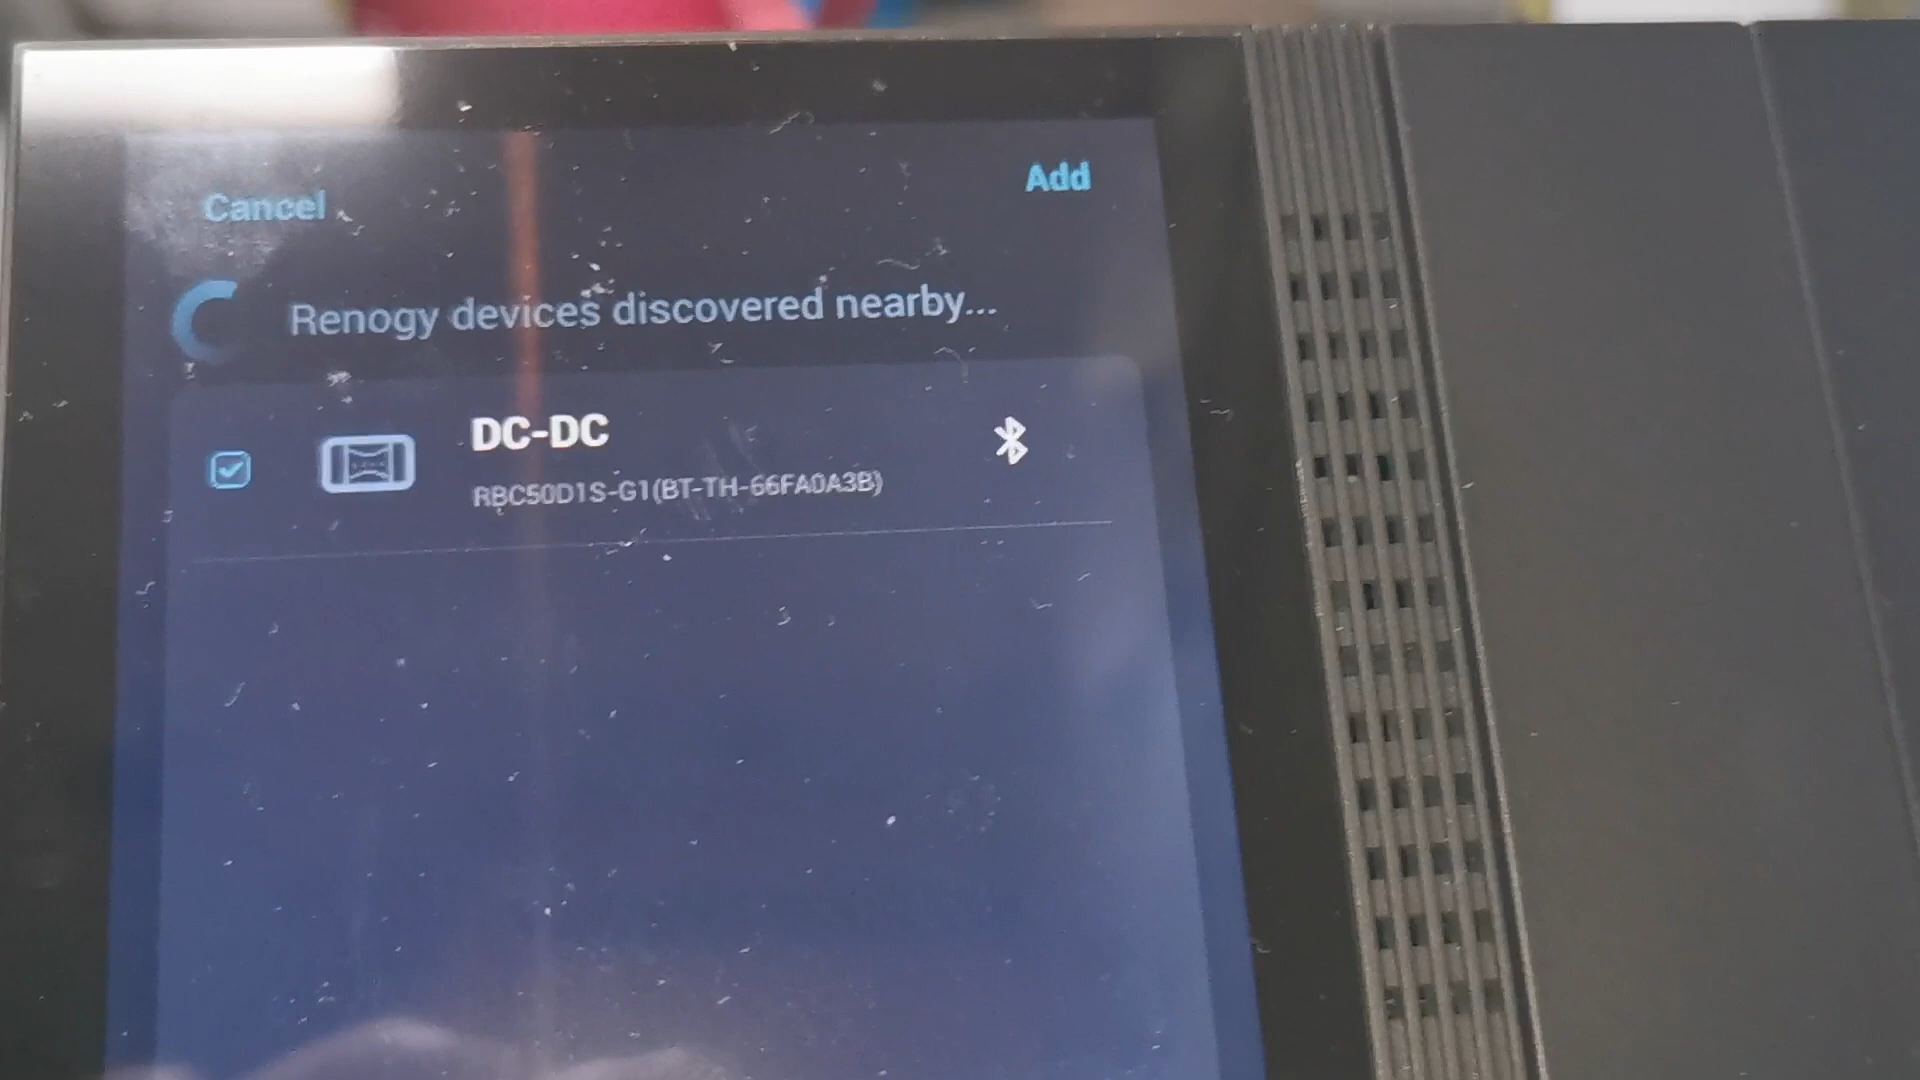 Cancel
Add
Renogy devices discovered nearby...
DC-DC
RBC50D1S-G1(BT-TH-66FA0A3B)